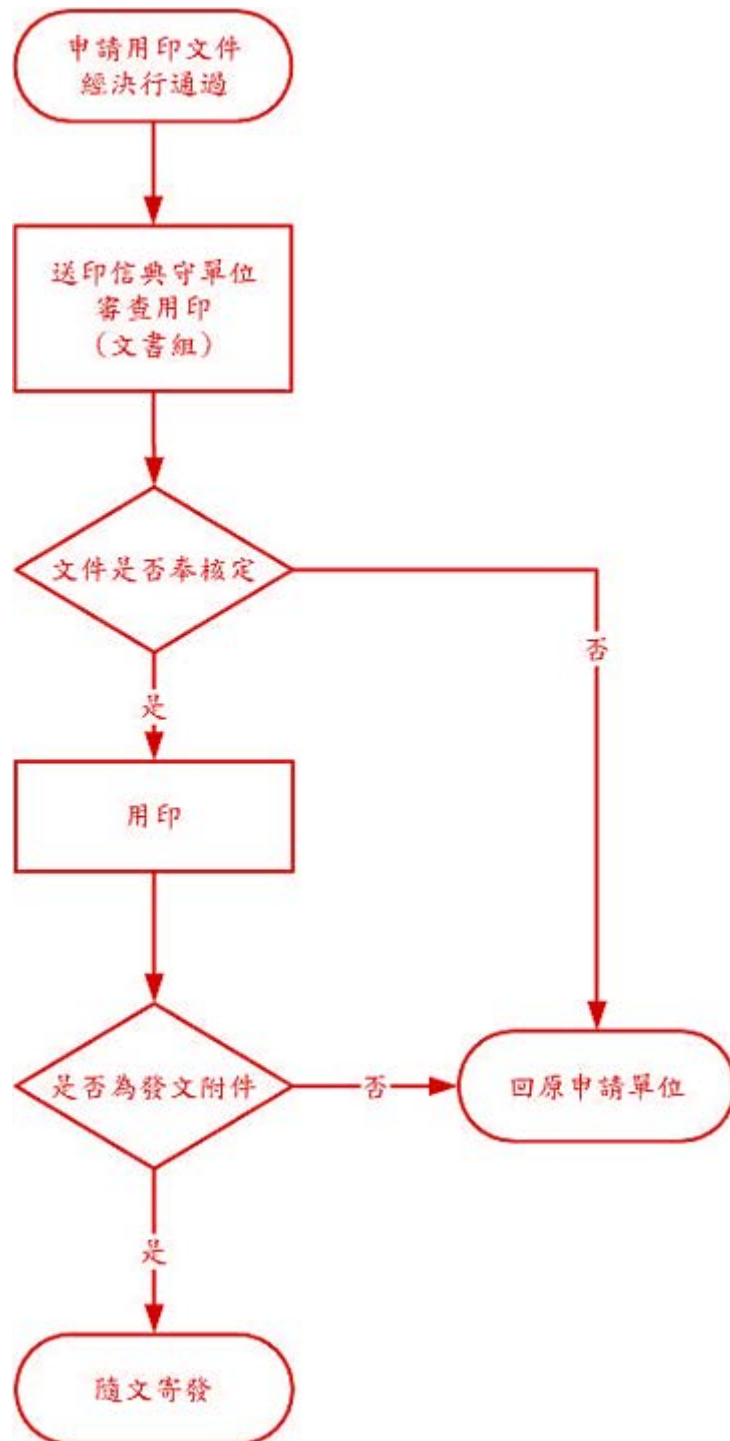 申請用印文件
經決行通過
送印信典守單位
審查用印
（文書組）
文件是否奉核定
否
是
用印
是否為發文附件
否
回原申請單位
是
隨文寄發